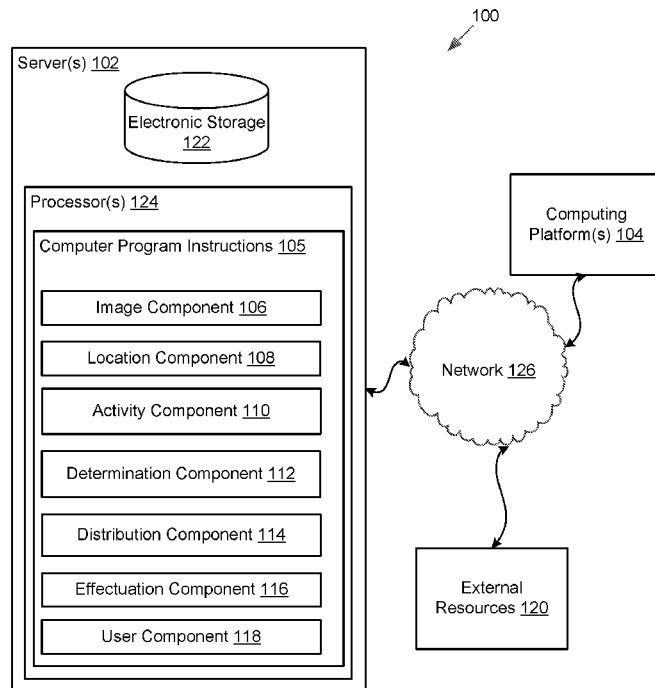 100
Server(s) 102
Electronic Storage
122
Processor(s) 124
Computer Program Instructions 105
Image Component 106
Location Component 108
Activity Component 110
Determination Component 112
Distribution Component 114
Effectuation Component 116
User Component 118
Computing
Platform(s) 104
Network 126
External
Resources 120